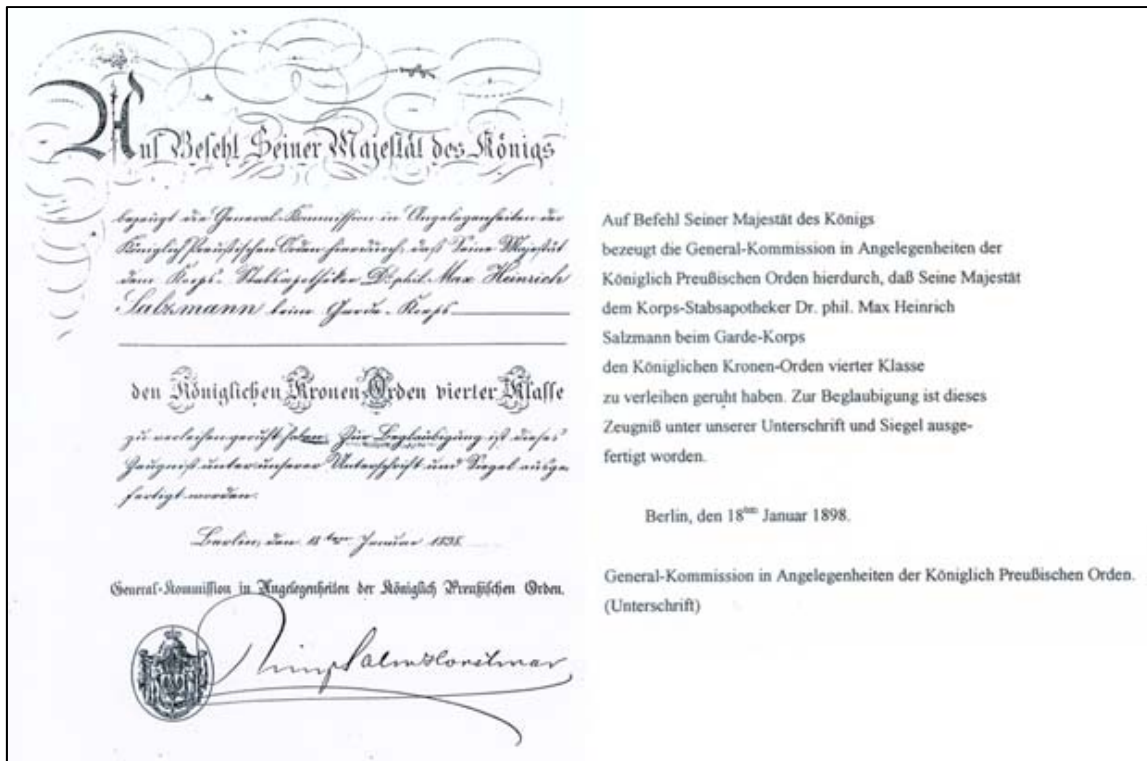 Auf Befehl Seiner Majestät des Königs
bezeugt die General-Kommission in Angelegenheiten der
Königlich Preußischen Orden hierdurch, daß Seine Majestät
dem Korps-Stabsapotheker Dr. phil. Max Heinrich
Salzmann beim Garde-Korps
den Königlichen Kronen-Orden vierter Klasse
zu verleihen geruht haben. Zur Beglaubigung ist dieses
Zeugniß unter unserer Unterschrift und Siegel ausge-
fertigt worden.
Berlin, den 18ten Januar 1898.
General-Kommission in Angelegenheiten der Königlich Preußischen Orden.
Auf Befehl Seiner Majestät des Königs
bezeugt die General-Kommission in Angelegenheiten der
Königlich Preußischen Orden hierdurch, daß Seine Majestät
dem Korps-Stabsapotheker Dr. phil. Max Heinrich
Salzmann beim Garde-Korps
den Königlichen Kronen-Orden vierter Klasse
zu verleihen geruht haben. Zur Beglaubigung ist dieses
Zeugniß unter unserer Unterschrift und Siegel ausge-
fertigt worden.
Berlin, den 18ten Januar 1898.
General-Kommission in Angelegenheiten der Königlich Preußischen Orden.
(Unterschrift)